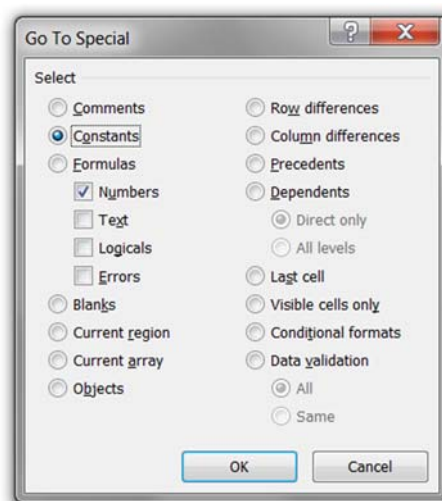 Go To Special
Select
Comments
Constants
Formulas
Numbers
Text
Logicals
Errors
Blanks
Current region
Current array
Objects
Row differences
Column differences
Precedents
Dependents
Direct only
All levels
Last cell
Visible cells only
Conditional formats
Data validation
All
Same
OK
Cancel